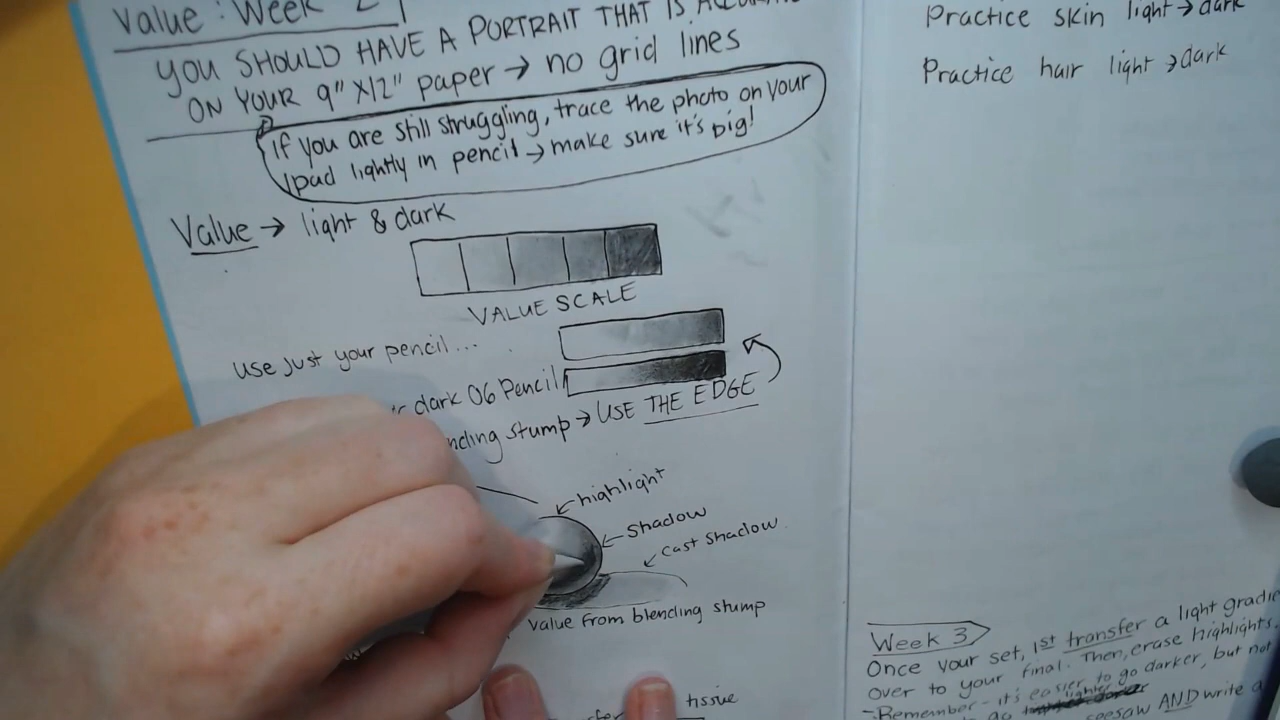 Value: Week 2
YOU SHOULD HAVE A PORTRAIT THAT IS
ON YOUR 9" X12" paper → no grid lines
If you are still struggling, trace the photo on your
ipad lightly in pencil → make sure it's big!
Value → light & dark
VALUE SCALE
Use just your pencil...
dark 06 Pencil
stump → USE THE EDGE
highlight
Shadow
Cast Shadow
Value from blending stump
tissue
Practice skin light → dark
Practice hair light → dark
Week 3
Once your set, 1st transfer a light
over to your final. Then, erase highlights.
-Remember - it's easier to go darker, but not
seesaw AND write a